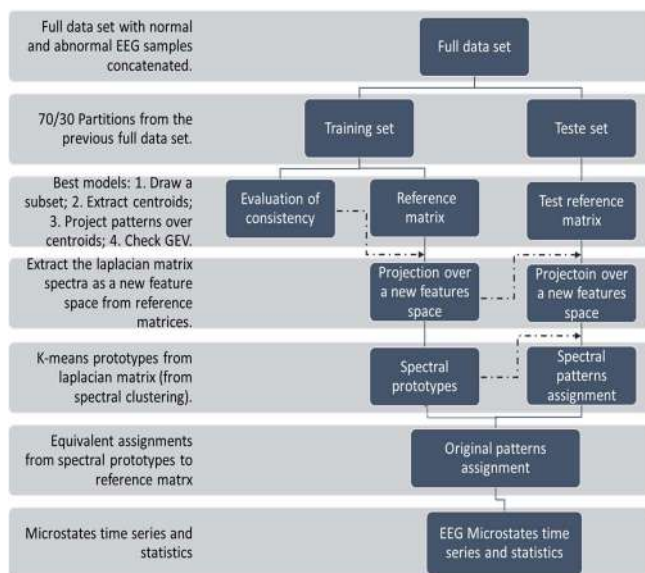 Full data set with normal
and abnormal EEG samples
concatenated.
Full data set
70/30 Partitions from the
previous full data set.
Training set
Teste set
Best models: 1. Draw a
subset; 2. Extract centroids;
3. Project patterns over
centroids; 4. Check GEV.
Evaluation of
consistency
Reference
matrix
Test reference
matrix
Extract the laplacian matrix
spectra as a new feature
space from reference
matrices.
Projection over
a new features
space
Projectoin over
a new features
space
K-means prototypes from
laplacian matrix (from
spectral clustering).
Spectral
prototypes
Spectral
patterns
assignment
Equivalent assignments
from spectral prototypes to
reference matrx
Original patterns
assignment
Microstates time series and
statistics
EEG Microstates time
series and statistics